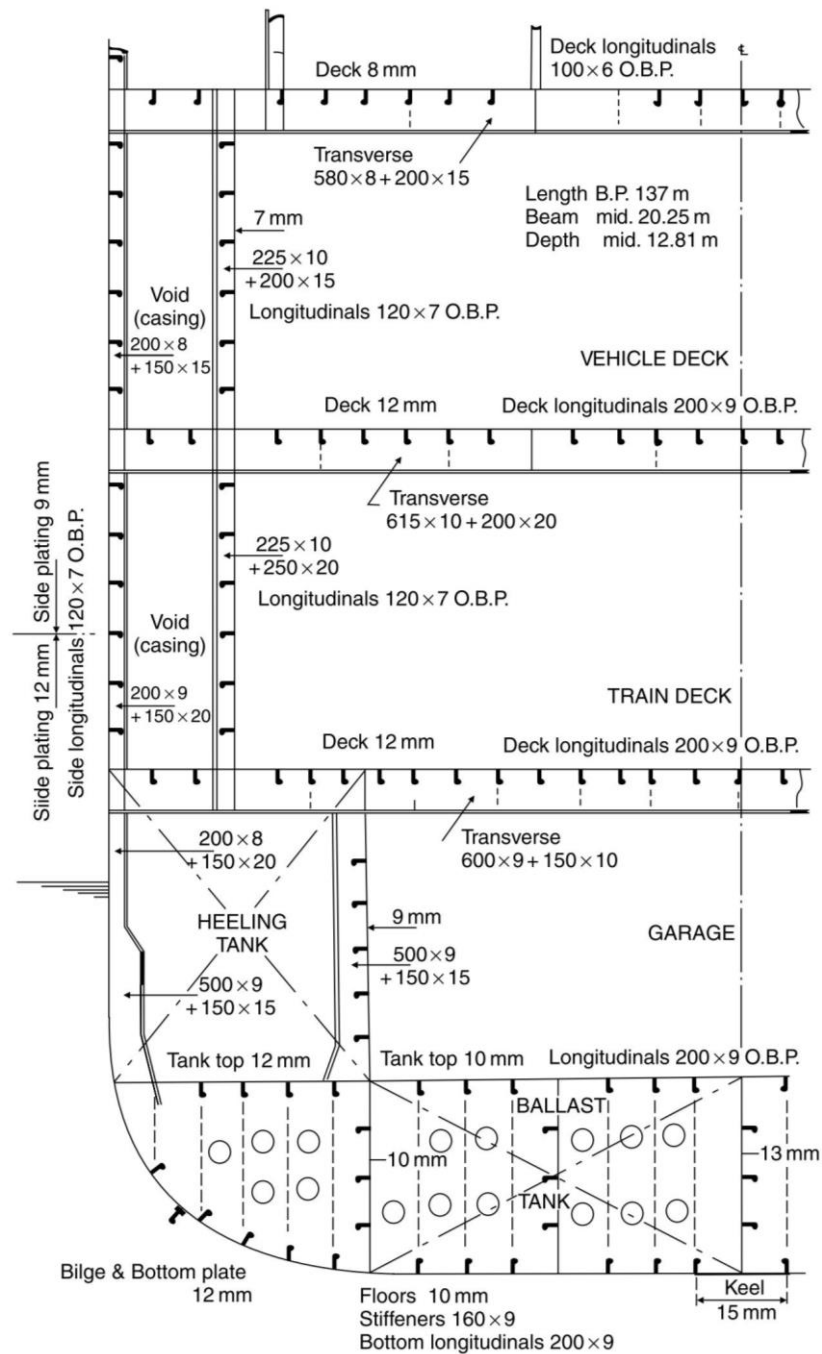 Deck longitudinals
100×6 O.B.P.
℄
Deck 8 mm
Transverse
580×8+200×15
Length B.P. 137 m
Beam mid. 20.25 m
Depth mid. 12.81 m
7 mm
225×10
+200×15
Void
(casing)
Longitudinals 120×7 O.B.P.
200×8
+150×15
VEHICLE DECK
Deck 12 mm
Deck longitudinals 200×9 O.B.P.
Transverse
615×10+200×20
Side plating 9 mm
Siide plating 12 mm
Side longitudinals 120×7 O.B.P.
225×10
+250×20
Longitudinals 120×7 O.B.P.
Void
(casing)
200×9
+150×20
TRAIN DECK
Deck 12 mm
Deck longitudinals 200×9 O.B.P.
200×8
+150×20
Transverse
600×9+150×10
HEELING
TANK
9 mm
GARAGE
500×9
+150×15
500×9
+150×15
Tank top 12 mm
Tank top 10 mm
Longitudinals 200×9 O.B.P.
BALLAST
10 mm
13 mm
TANK
Bilge & Bottom plate
12 mm
Floors 10 mm
Stiffeners 160×9
Bottom longitudinals 200×9
Keel
15 mm